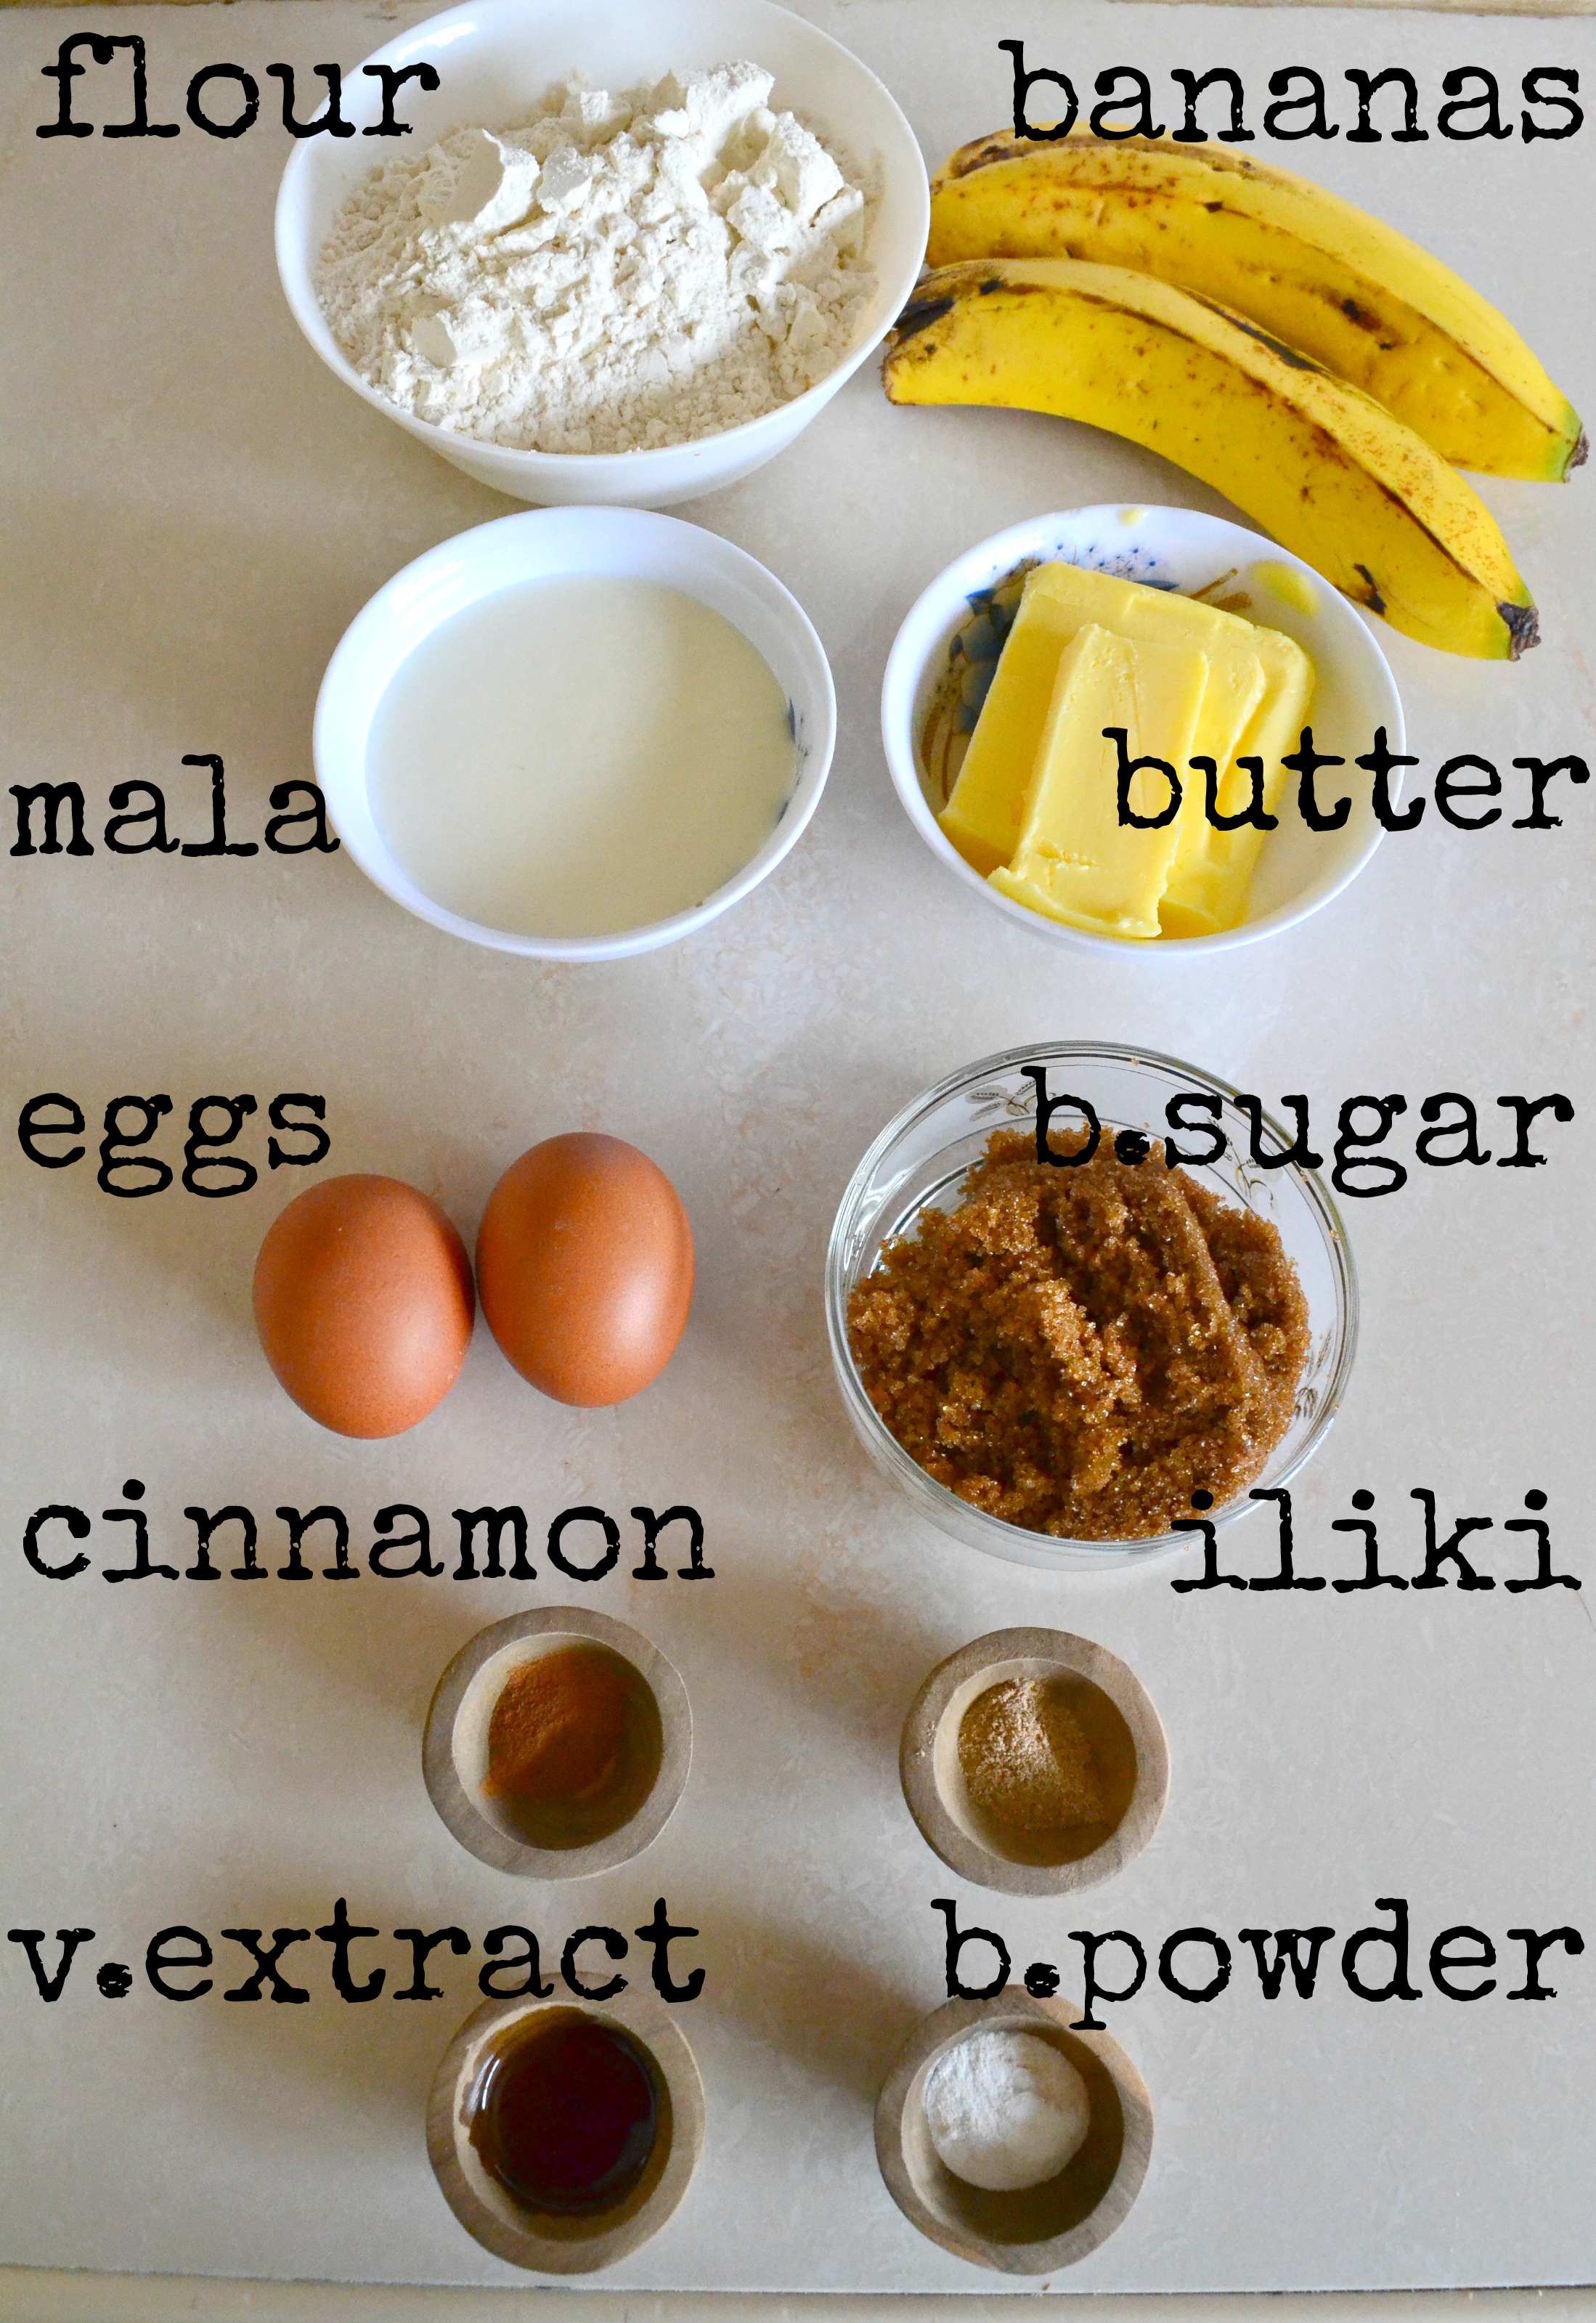 flour
bananas
mala
butter
eggs
b.sugar
cinnamon
iliki
v.extract
b.powder